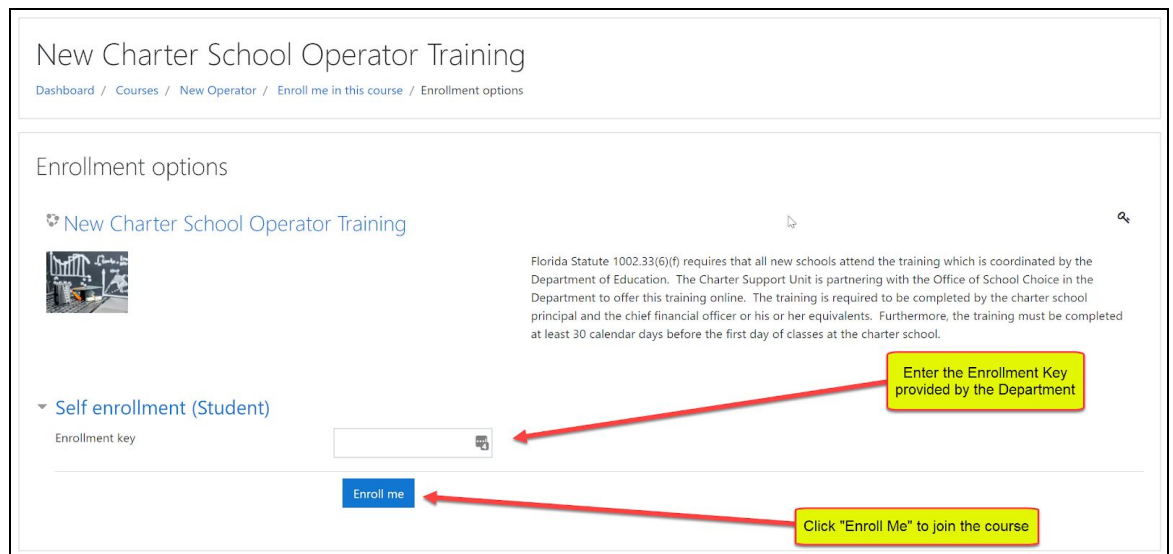 New Charter School Operator Training
Dashboard / Courses / New Operator / Enroll me in this course / Enrollment options
Enrollment options
New Charter School Operator Training
Florida Statute 1002.33(6)(f) requires that all new schools attend the training which is coordinated by the
Department of Education. The Charter Support Unit is partnering with the Office of School Choice in the
Department to offer this training online. The training is required to be completed by the charter school
principal and the chief financial officer or his or her equivalents. Furthermore, the training must be completed
at least 30 calendar days before the first day of classes at the charter school.
Enter the Enrollment Key
provided by the Department
Self enrollment (Student)
Enrollment key
Enroll me
Click "Enroll Me" to join the course